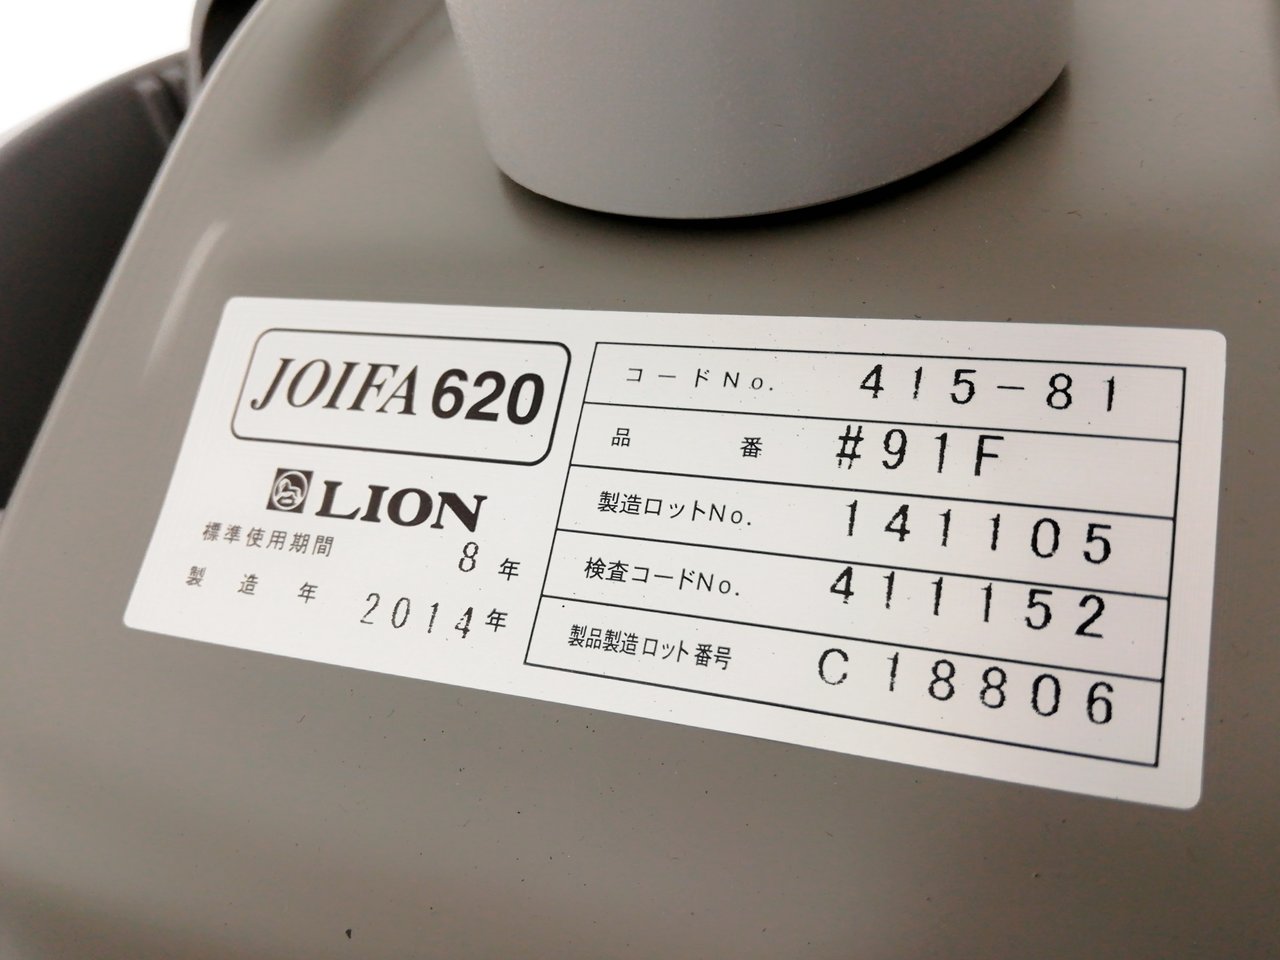 JOIFA 620
LION
標準使用期間 8年
製造年 2014年
コードNo. 415-81
品番 #91F
製造ロットNo. 141105
検査コードNo. 411152
製品製造ロット番号 C18806